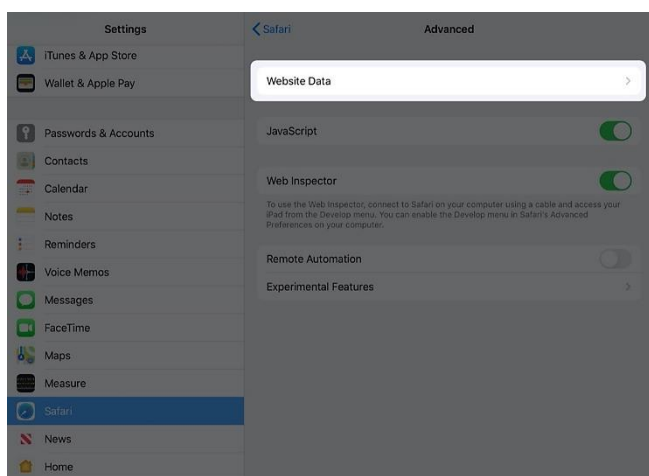 Settings
iTunes & App Store
Wallet & Apple Pay
Passwords & Accounts
Contacts
Calendar
Notes
Reminders
Voice Memos
Messages
FaceTime
Maps
Measure
Safari
News
Home
Safari
Advanced
Website Data
JavaScript
Web Inspector
To use the Web Inspector, connect to Safari on your computer using a cable and access your
iPad from the Develop menu. You can enable the Develop menu in Safari's Advanced
Preferences on your computer.
Remote Automation
Experimental Features